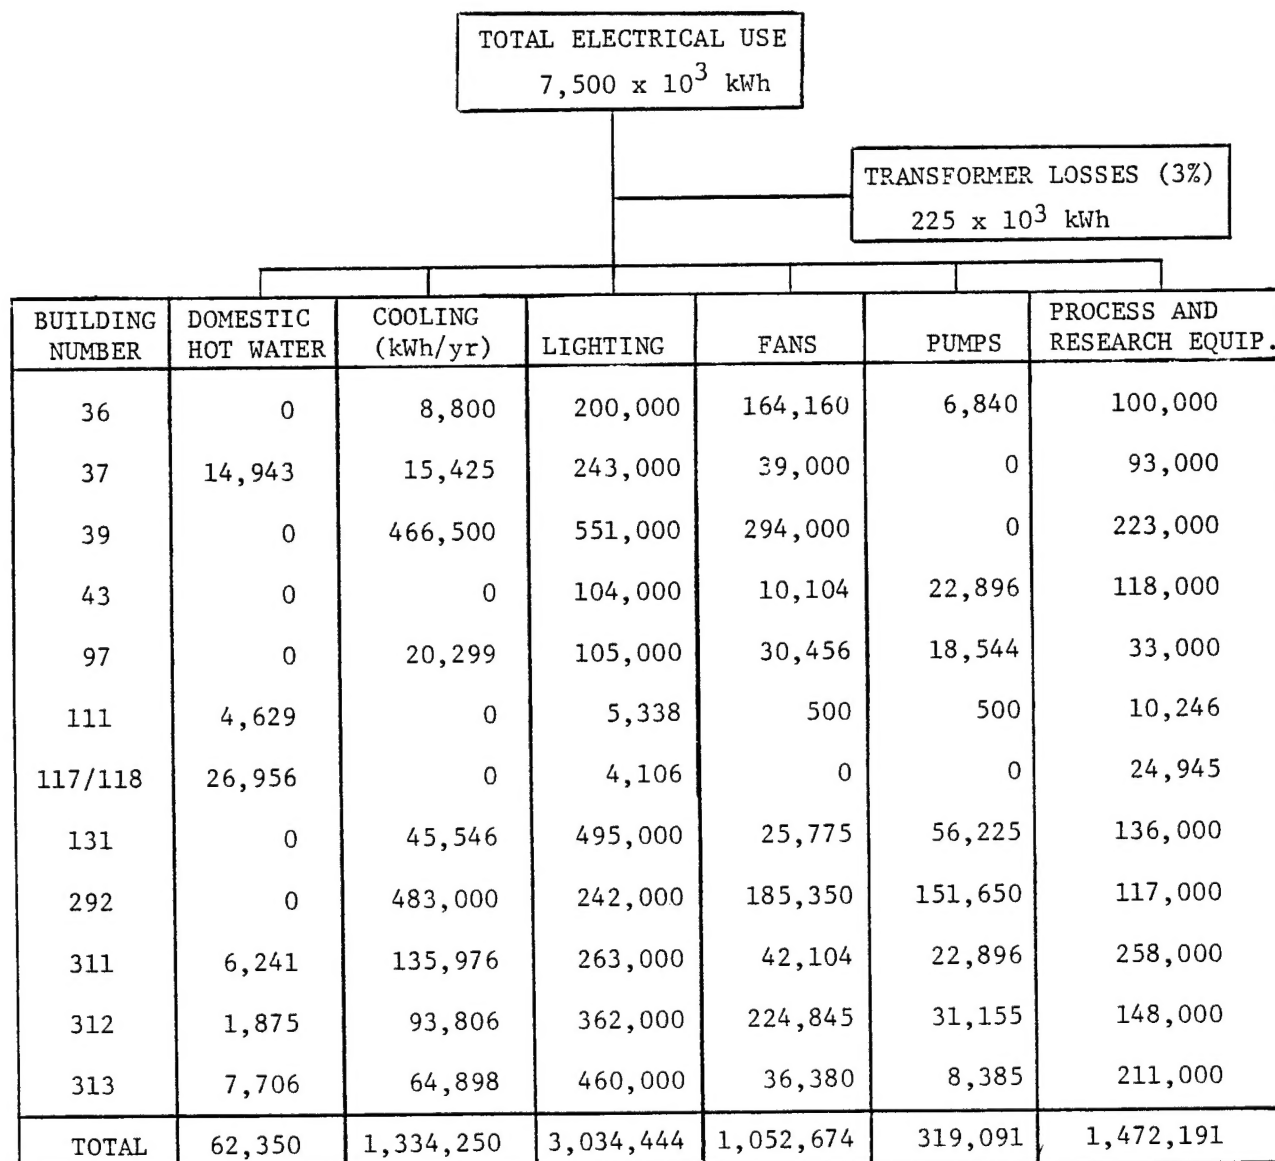 TOTAL ELECTRICAL USE
7,500 x 10³ kWh
TRANSFORMER LOSSES (3%)
225 x 10³ kWh
BUILDING NUMBER DOMESTIC HOT WATER COOLING (kWh/yr) LIGHTING FANS PUMPS PROCESS AND RESEARCH EQUIP.
36 0 8,800 200,000 164,160 6,840 100,000
37 14,943 15,425 243,000 39,000 0 93,000
39 0 466,500 551,000 294,000 0 223,000
43 0 0 104,000 10,104 22,896 118,000
97 0 20,299 105,000 30,456 18,544 33,000
111 4,629 0 5,338 500 500 10,246
117/118 26,956 0 4,106 0 0 24,945
131 0 45,546 495,000 25,775 56,225 136,000
292 0 483,000 242,000 185,350 151,650 117,000
311 6,241 135,976 263,000 42,104 22,896 258,000
312 1,875 93,806 362,000 224,845 31,155 148,000
313 7,706 64,898 460,000 36,380 8,385 211,000
TOTAL 62,350 1,334,250 3,034,444 1,052,674 319,091 1,472,191